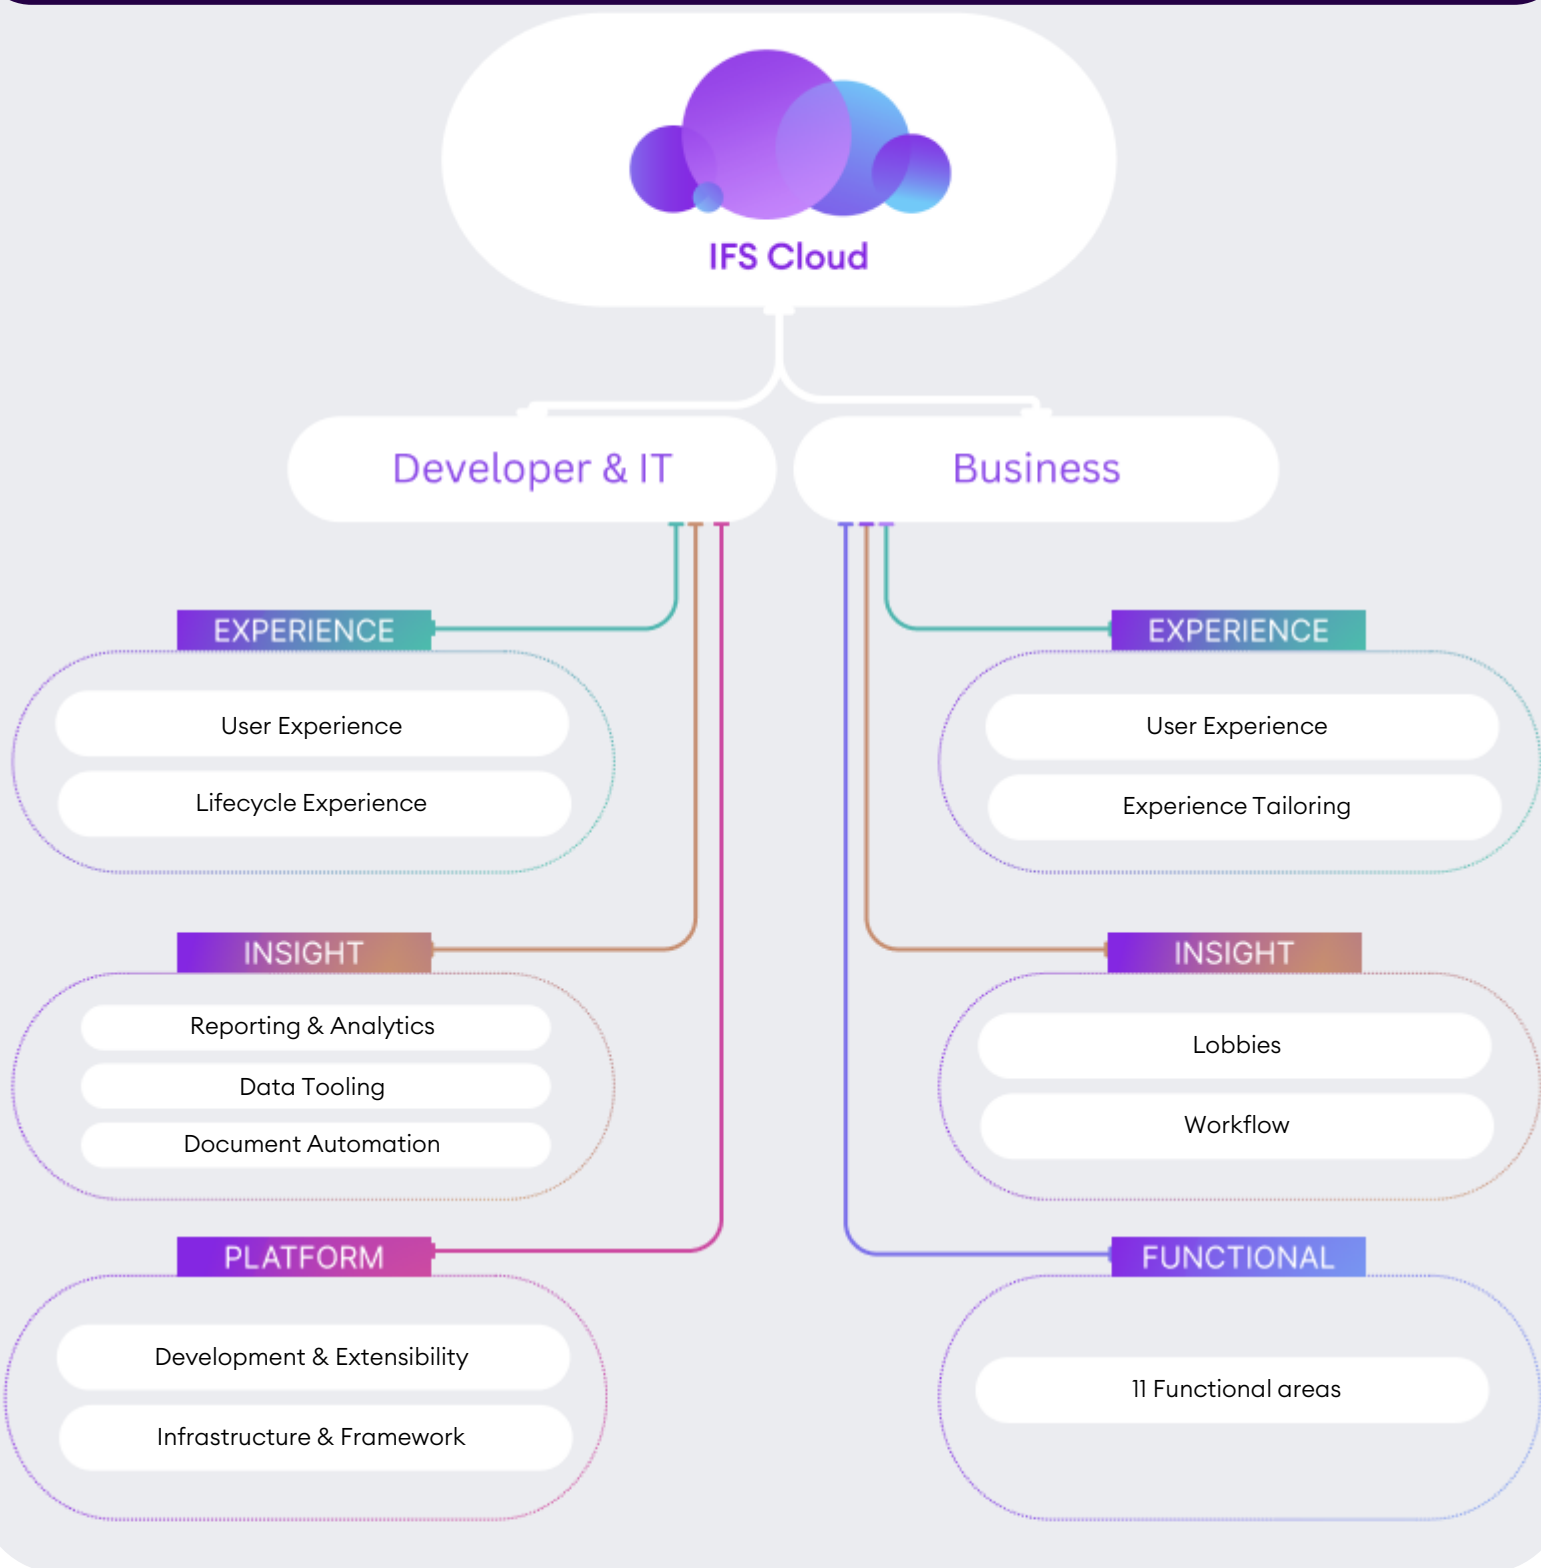 IFS Cloud
Developer & IT
Business
EXPERIENCE
User Experience
Lifecycle Experience
INSIGHT
Reporting & Analytics
Data Tooling
Document Automation
PLATFORM
Development & Extensibility
Infrastructure & Framework
EXPERIENCE
User Experience
Experience Tailoring
INSIGHT
Lobbies
Workflow
FUNCTIONAL
11 Functional areas